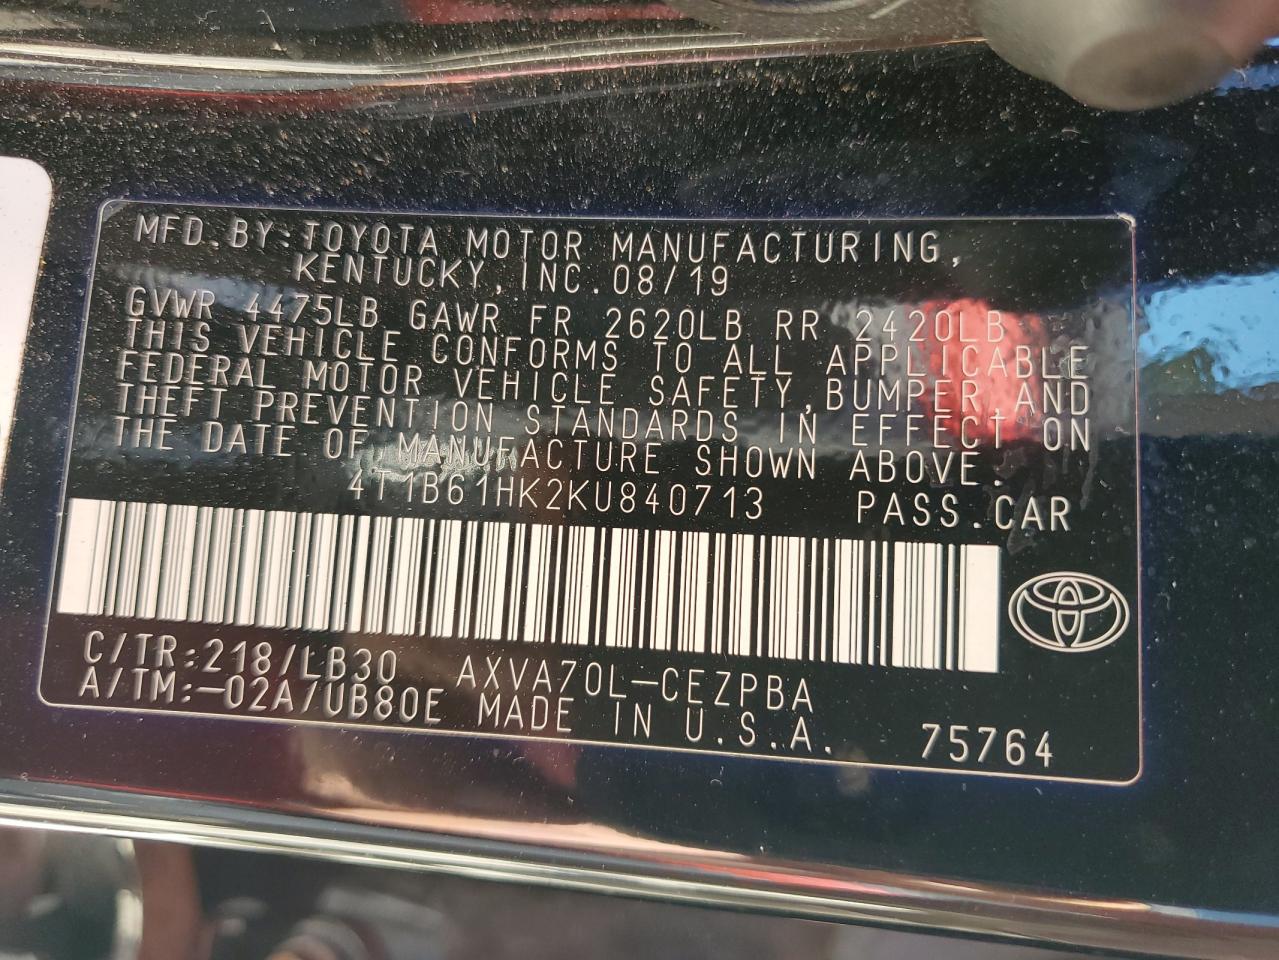 MFD.BY:TOYOTA MOTOR MANUFACTURING,
KENTUCKY,INC.08/19
GVWR 4475LB GAWR FR 2620LB RR 2420LB
THIS VEHICLE CONFORMS TO ALL APPLICABLE
FEDERAL MOTOR VEHICLE SAFETY,BUMPER,AND
THEFT PREVENTION STANDARDS IN EFFECT ON
THE DATE OF MANUFACTURE SHOWN ABOVE.
4T1B61HK2KU840713 PASS.CAR
C/TR:218/LB30 AXVA70L-CEZPBA
A/TM:-02A/UB80E MADE IN U.S.A. 75764